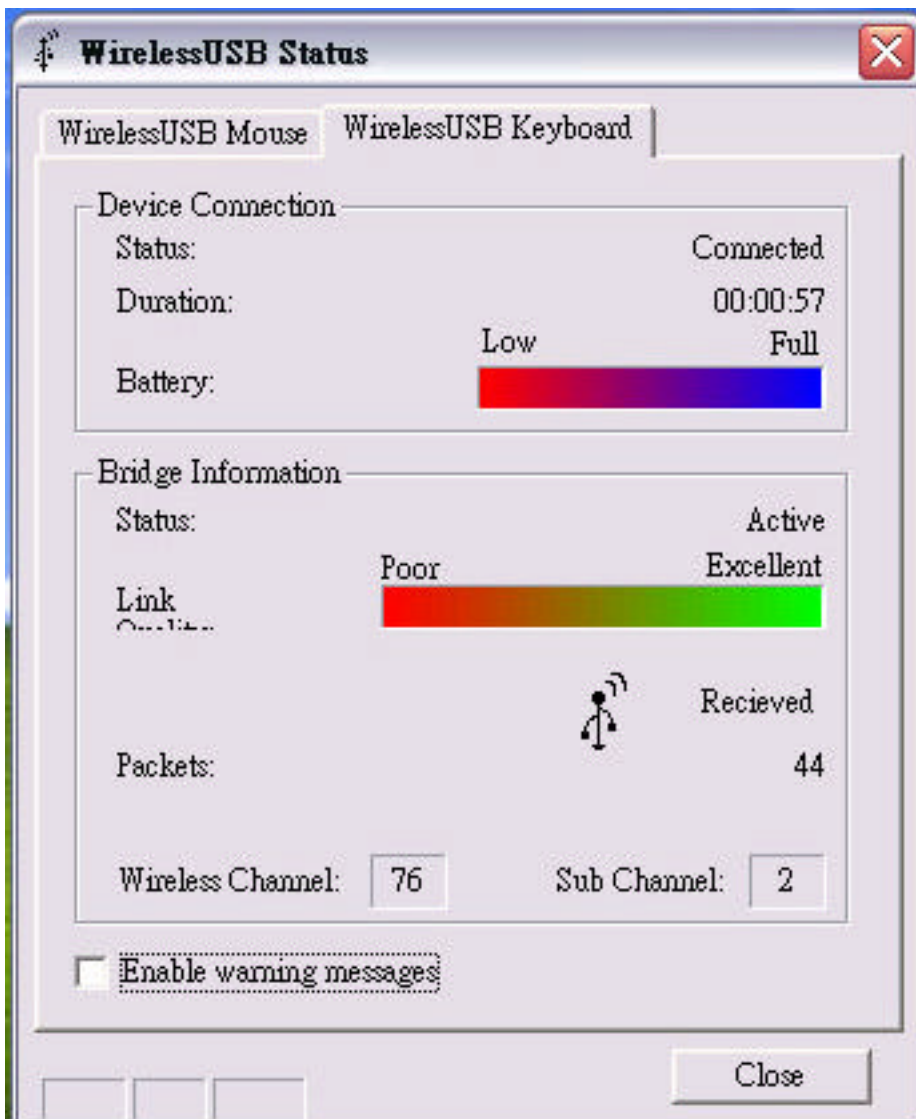 WirelessUSB Status
WirelessUSB Mouse WirelessUSB Keyboard
Device Connection
Status: Connected
Duration: 00:00:57
Low Full
Battery:
Bridge Information
Status: Active
Poor Excellent
Link
Quality:
Recieved
Packets: 44
Wireless Channel: 76 Sub Channel: 2
Enable warning messages
Close